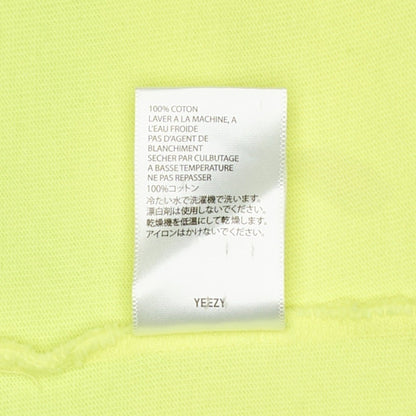 100% COTON
LAVER A LA MACHINE, A
L'EAU FROIDE
PAS D'AGENT DE
BLANCHIMENT
SECHER PAR CULBUTAGE
A BASSE TEMPERATURE
NE PAS REPASSER
100%コットン
冷たい水で洗濯機で洗います。
漂白剤は使用しないでください。
乾燥機を低温にして乾燥します。
アイロンはかけないでください。
YEEZY